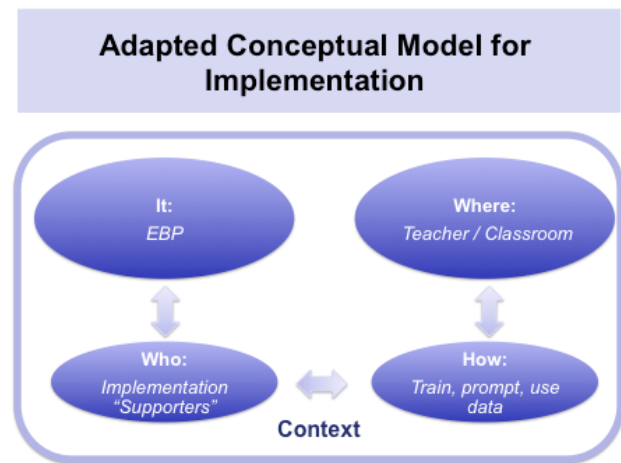 Adapted Conceptual Model for
Implementation
It:
EBP
Where:
Teacher / Classroom
Who:
Implementation
“Supporters”
How:
Train, prompt, use
data
Context